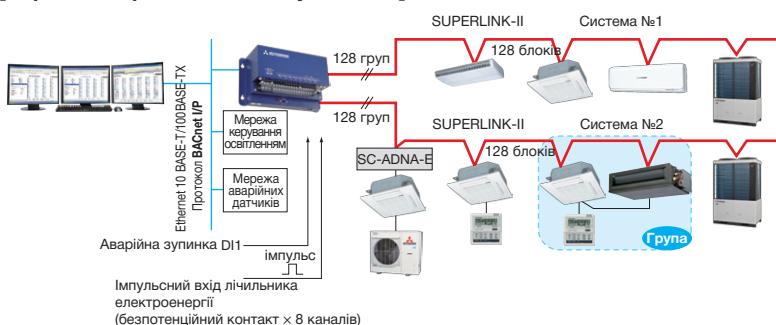 SUPERLINK-II
Система №1
128 груп
128 блоків
Ethernet 10 BASE-T/100BASE-TX
Протокол BACnet I/P
128 груп
SUPERLINK-II
Система №2
Мережа
керування
освітленням
128 блоків
SC-ADNA-E
Мережа
аварійних
датчиків
Група
Аварійна зупинка DI1
імпульс
Імпульсний вхід лічильника
електроенергії
(безпотенційний контакт × 8 каналів)